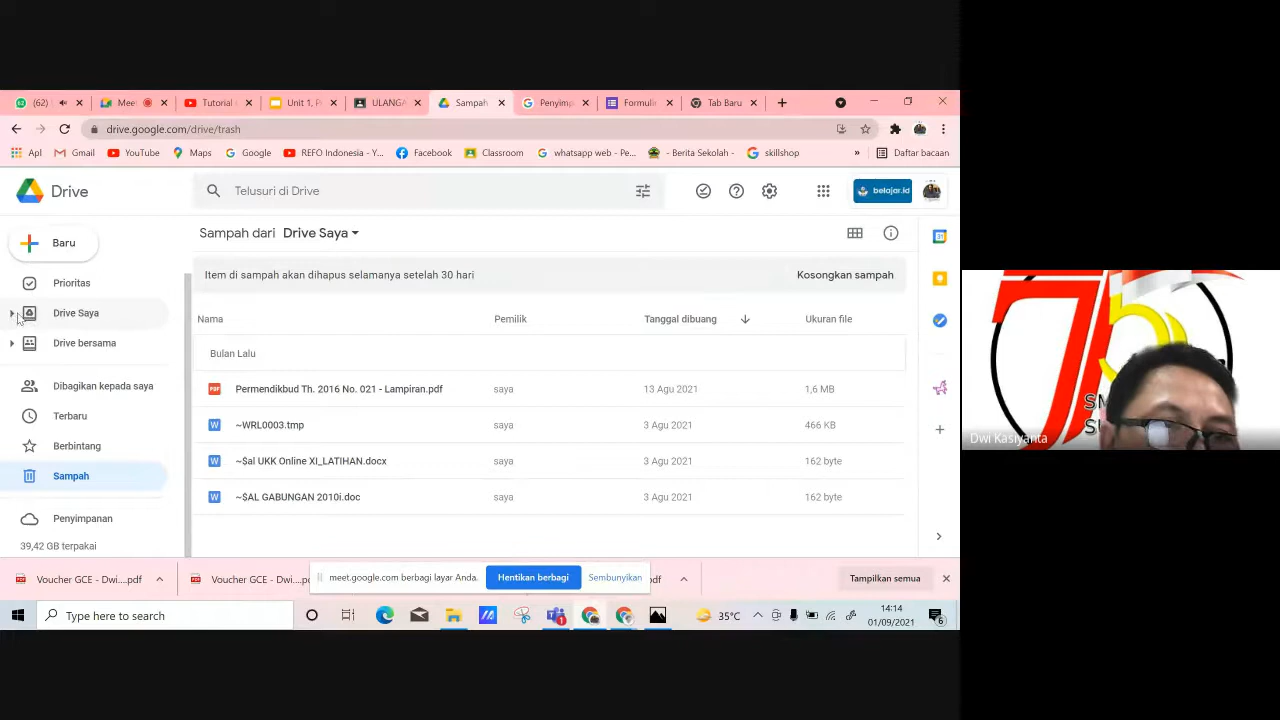 (62)
Meet
Tutorial
Unit 1, P
ULANGA
Sampah
Penyimp
Formulir
Tab Baru
drive.google.com/drive/trash
Apl
Gmail
YouTube
Maps
Google
REFO Indonesia - Y...
Facebook
Classroom
whatsapp web - Pe...
- Berita Sekolah -
skillshop
»
Daftar bacaan
Drive
Telusuri di Drive
belajar.id
Baru
Sampah dari Drive Saya
Prioritas
Item di sampah akan dihapus selamanya setelah 30 hari
Kosongkan sampah
Drive Saya
Nama
Pemilik
Tanggal dibuang
Ukuran file
Drive bersama
Bulan Lalu
Dibagikan kepada saya
Permendikbud Th. 2016 No. 021 - Lampiran.pdf
saya
13 Agu 2021
1,6 MB
Terbaru
~WRL0003.tmp
saya
3 Agu 2021
466 KB
Berbintang
~$al UKK Online XI_LATIHAN.docx
saya
3 Agu 2021
162 byte
Sampah
~$AL GABUNGAN 2010i.doc
saya
3 Agu 2021
162 byte
Penyimpanan
39,42 GB terpakai
Voucher GCE - Dwi....pdf
Voucher GCE - Dwi....p
meet.google.com berbagi layar Anda.
Hentikan berbagi
Sembunyikan
pdf
Tampilkan semua
Type here to search
35°C
14:14
01/09/2021
6
75
Dwi Kasiyanta